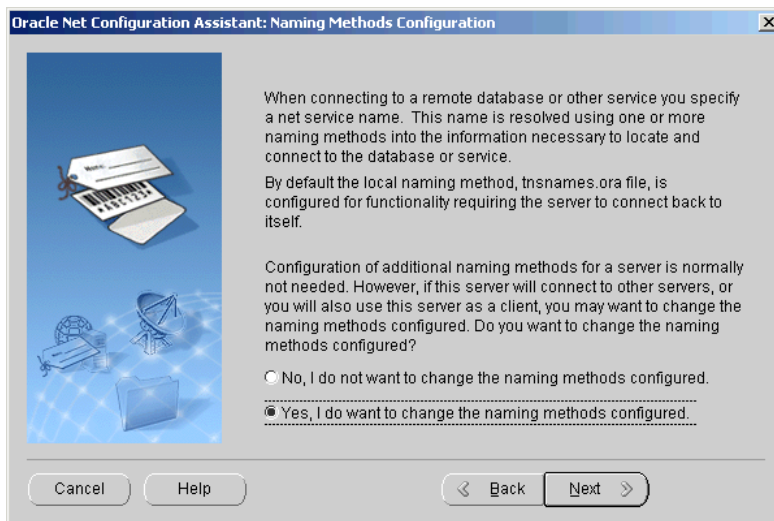 Oracle Net Configuration Assistant: Naming Methods Configuration
When connecting to a remote database or other service you specify
a net service name. This name is resolved using one or more
naming methods into the information necessary to locate and
connect to the database or service.
By default the local naming method, tnsnames.ora file, is
configured for functionality requiring the server to connect back to
itself.
Configuration of additional naming methods for a server is normally
not needed. However, if this server will connect to other servers, or
you will also use this server as a client, you may want to change the
naming methods configured. Do you want to change the naming
methods configured?
No, I do not want to change the naming methods configured.
Yes, I do want to change the naming methods configured.
Cancel Help Back Next